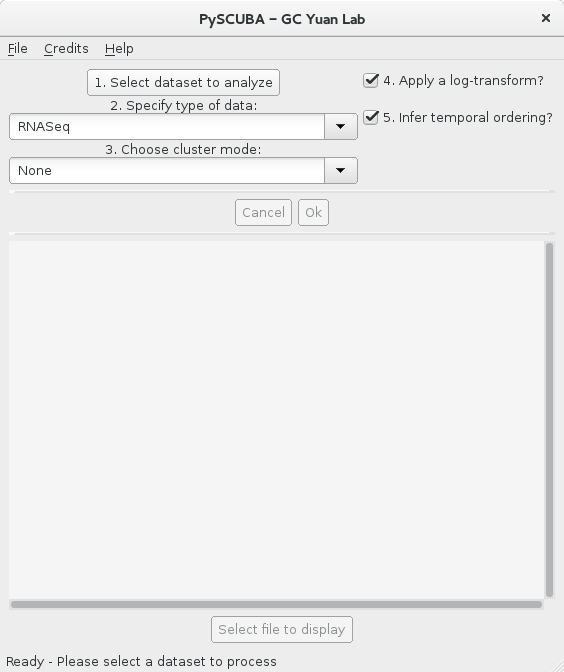 PySCUBA – GC Yuan Lab
File Credits Help
1. Select dataset to analyze
2. Specify type of data:
RNASeq
3. Choose cluster mode:
None
4. Apply a log-transform?
5. Infer temporal ordering?
Cancel Ok
Select file to display
Ready - Please select a dataset to process